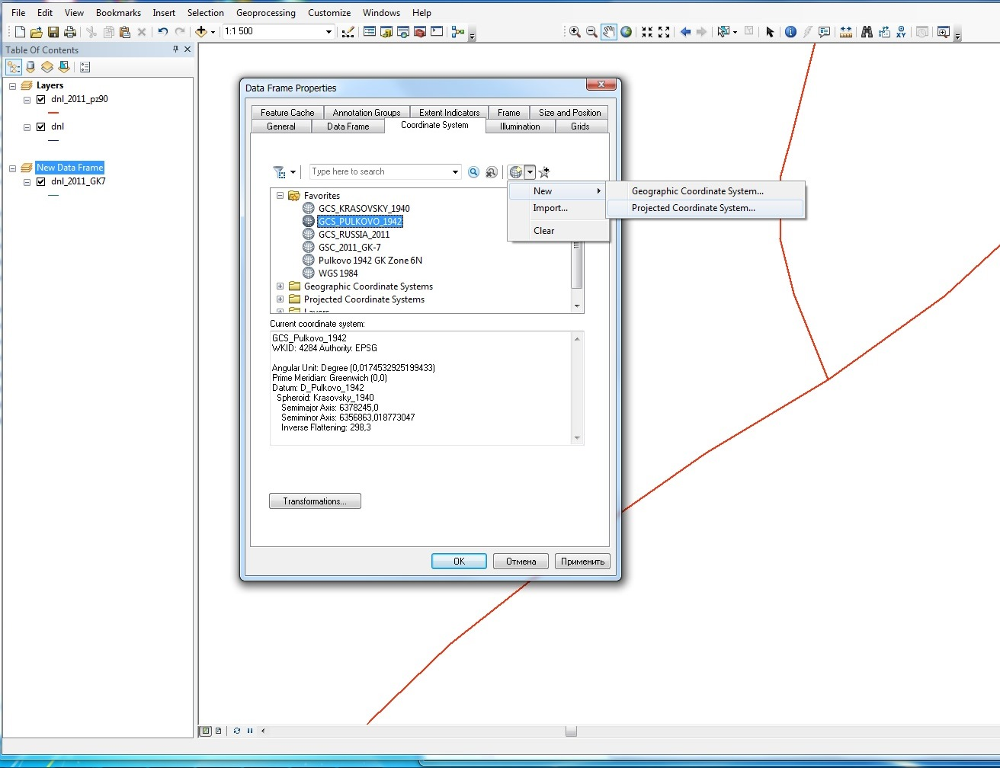 File Edit View Bookmarks Insert Selection Geoprocessing Customize Windows Help
1:1 500
Table Of Contents
Layers
dnl_2011_pz90
dnl
New Data Frame
dnl_2011_GK7
Data Frame Properties
Feature Cache Annotation Groups Extent Indicators Frame Size and Position
General Data Frame Coordinate System Illumination Grids
Type here to search
New
Import...
Clear
Geographic Coordinate System...
Projected Coordinate System...
Favorites
GCS_KRASOVSKY_1940
GCS_PULKOVO_1942
GCS_RUSSIA_2011
GSC_2011_GK-7
Pulkovo 1942 GK Zone 6N
WGS 1984
Geographic Coordinate Systems
Projected Coordinate Systems
Layers
Current coordinate system:
GCS_Pulkovo_1942
WKID: 4284 Authority: EPSG
Angular Unit: Degree (0,0174532925199433)
Prime Meridian: Greenwich (0,0)
Datum: D_Pulkovo_1942
Spheroid: Krasovsky_1940
Semimajor Axis: 6378245,0
Semiminor Axis: 6356863,018773047
Inverse Flattening: 298,3
Transformations...
OK Отмена Применить